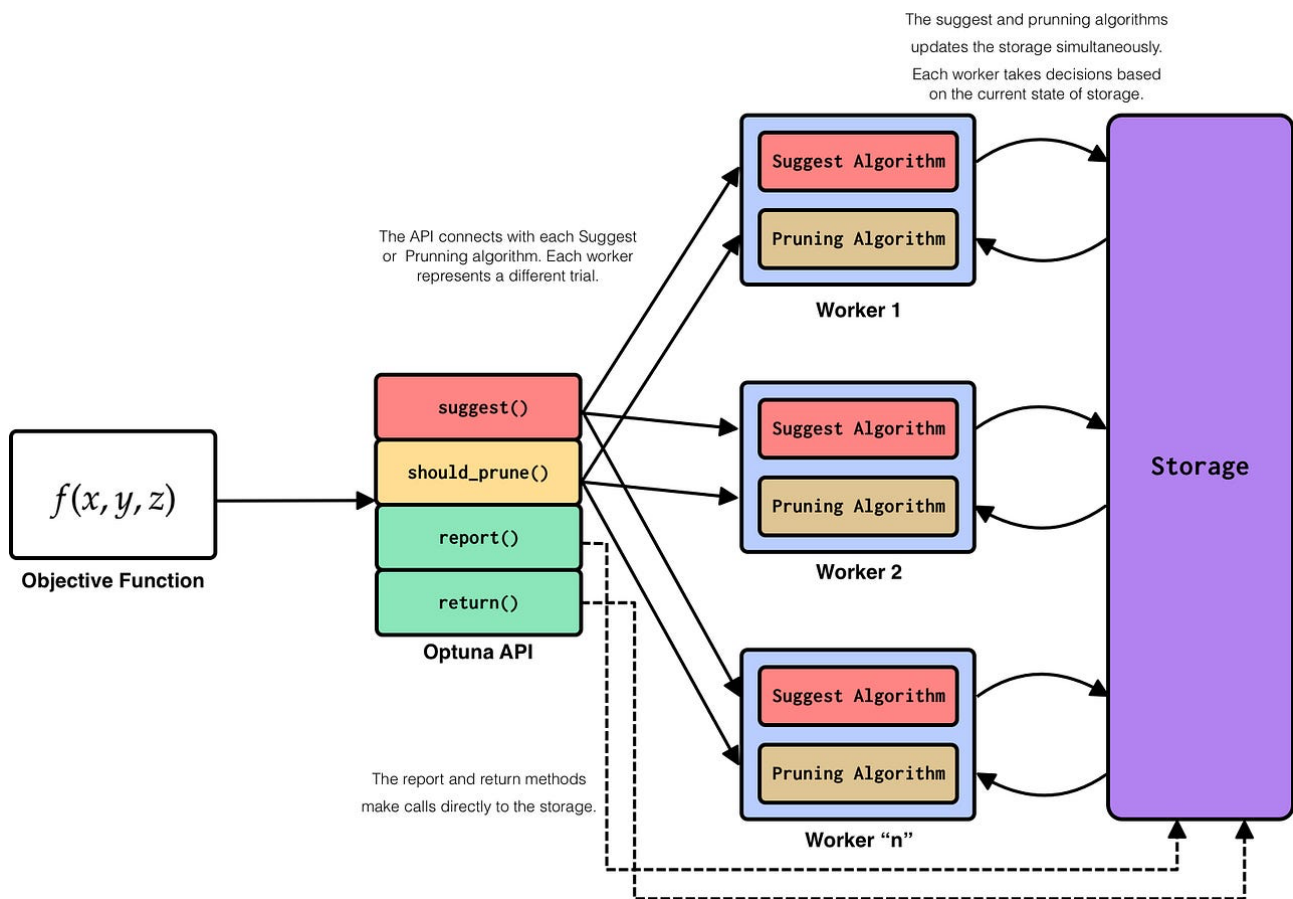 The suggest and prunning algorithms
updates the storage simultaneously.
Each worker takes decisions based
on the current state of storage.
Suggest Algorithm
Pruning Algorithm
Worker 1
The API connects with each Suggest
or Prunning algorithm. Each worker
represents a different trial.
suggest()
should_prune()
report()
return()
Optuna API
f(x, y, z)
Objective Function
Suggest Algorithm
Pruning Algorithm
Worker 2
Storage
Suggest Algorithm
Pruning Algorithm
Worker “n”
The report and return methods
make calls directly to the storage.